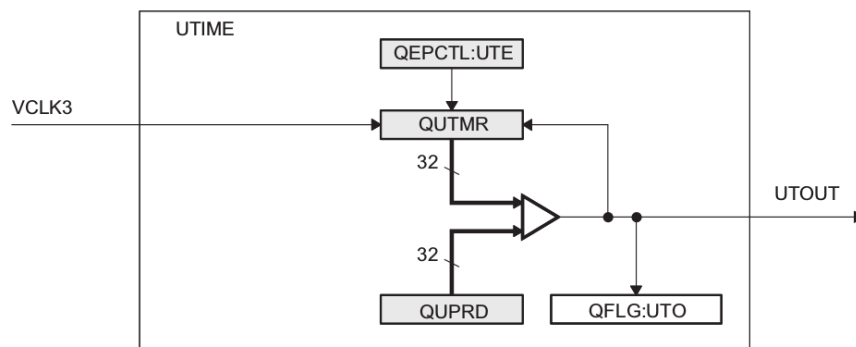 UTIME
QEPCTL:UTE
VCLK3
QUTMR
32
UTOUT
32
QUPRD
QFLG:UTO